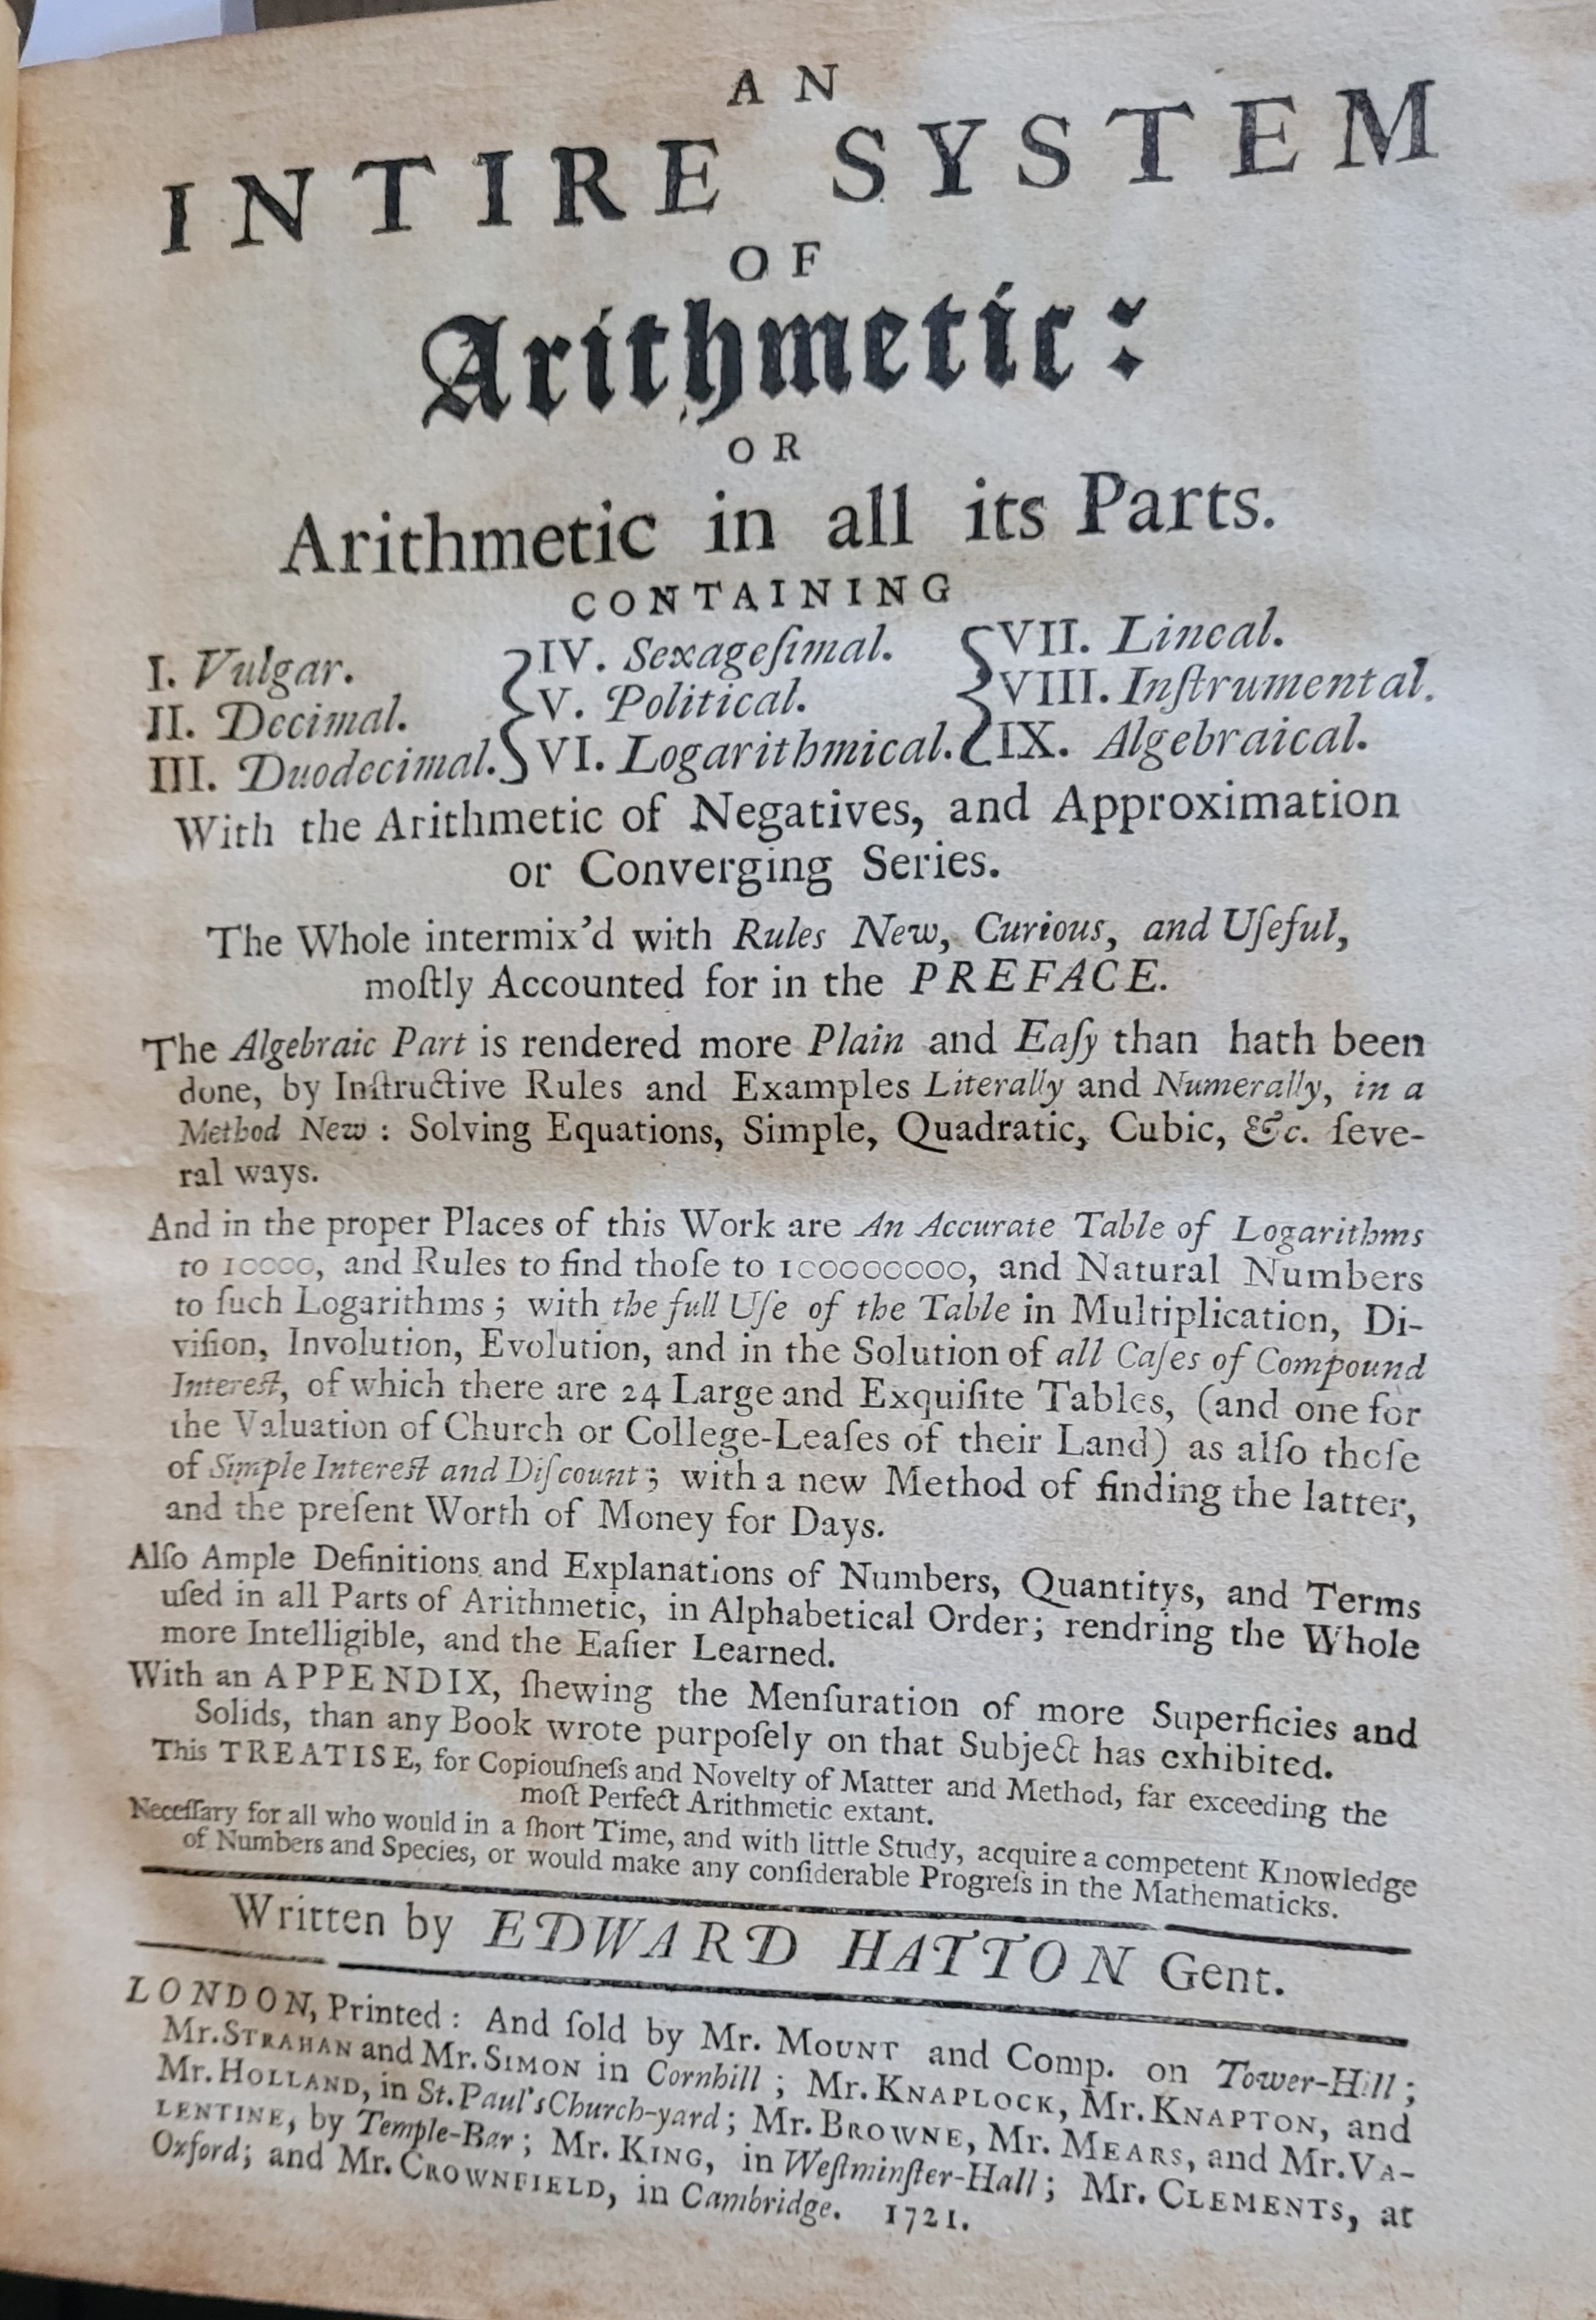 AN
INTIRE SYSTEM
OF
Arithmetic:
OR
Arithmetic in all its Parts.
CONTAINING
I. Vulgar. IV. Sexageſimal. VII. Lineal.
II. Decimal. V. Political. VIII. Inſtrumental.
III. Duodecimal. VI. Logarithmical. IX. Algebraical.
With the Arithmetic of Negatives, and Approximation
or Converging Series.
The Whole intermix'd with Rules New, Curious, and Uſeful,
moſtly Accounted for in the PREFACE.
The Algebraic Part is rendered more Plain and Eaſy than hath been
done, by Inſtructive Rules and Examples Literally and Numerally, in a
Method New : Solving Equations, Simple, Quadratic, Cubic, &c. ſeve-
ral ways.
And in the proper Places of this Work are An Accurate Table of Logarithms
to 10000, and Rules to find thoſe to 100000000, and Natural Numbers
to ſuch Logarithms ; with the full Uſe of the Table in Multiplication, Di-
viſion, Involution, Evolution, and in the Solution of all Caſes of Compound
Intereſt, of which there are 24 Large and Exquiſite Tables, (and one for
the Valuation of Church or College-Leaſes of their Land) as alſo thoſe
of Simple Intereſt and Diſcount ; with a new Method of finding the latter,
and the preſent Worth of Money for Days.
Alſo Ample Definitions and Explanations of Numbers, Quantitys, and Terms
uſed in all Parts of Arithmetic, in Alphabetical Order; rendring the Whole
more Intelligible, and the Eaſier Learned.
With an APPENDIX, ſhewing the Menſuration of more Superficies and
Solids, than any Book wrote purpoſely on that Subject has exhibited.
This TREATISE, for Copiouſneſs and Novelty of Matter and Method, far exceeding the
moſt Perfect Arithmetic extant.
Neceſſary for all who would in a ſhort Time, and with little Study, acquire a competent Knowledge
of Numbers and Species, or would make any conſiderable Progreſs in the Mathematicks.
Written by EDWARD HATTON Gent.
LONDON, Printed : And ſold by Mr. MOUNT and Comp. on Tower-Hill ;
Mr. STRAHAN and Mr. SIMON in Cornhill ; Mr. KNAPLOCK, Mr. KNAPTON, and
Mr. HOLLAND, in St. Paul's Church-yard ; Mr. BROWNE, Mr. MEARS, and Mr. VA-
LENTINE, by Temple-Bar ; Mr. KING, in Weſtminſter-Hall ; Mr. CLEMENTS, at
Oxford; and Mr. CROWNFIELD, in Cambridge. 1721.